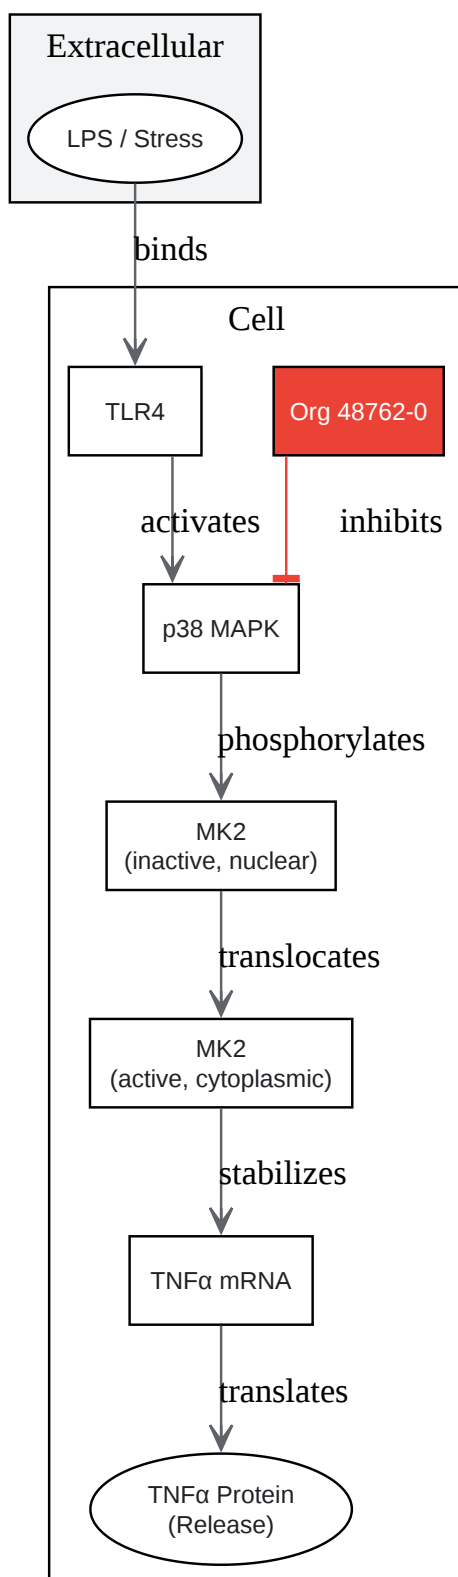 Extracellular
LPS / Stress
binds
Cell
TLR4
Org 48762-0
activates
inhibits
p38 MAPK
phosphorylates
MK2
(inactive, nuclear)
translocates
MK2
(active, cytoplasmic)
stabilizes
TNFα mRNA
translates
TNFα Protein
(Release)